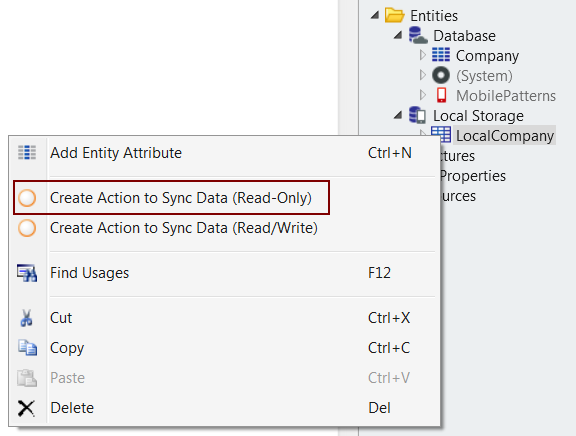 Entities
Database
Company
(System)
MobilePatterns
Local Storage
LocalCompany
ctures
Properties
urces
Add Entity Attribute Ctrl+N
Create Action to Sync Data (Read-Only)
Create Action to Sync Data (Read/Write)
Find Usages F12
Cut Ctrl+X
Copy Ctrl+C
Paste Ctrl+V
Delete Del